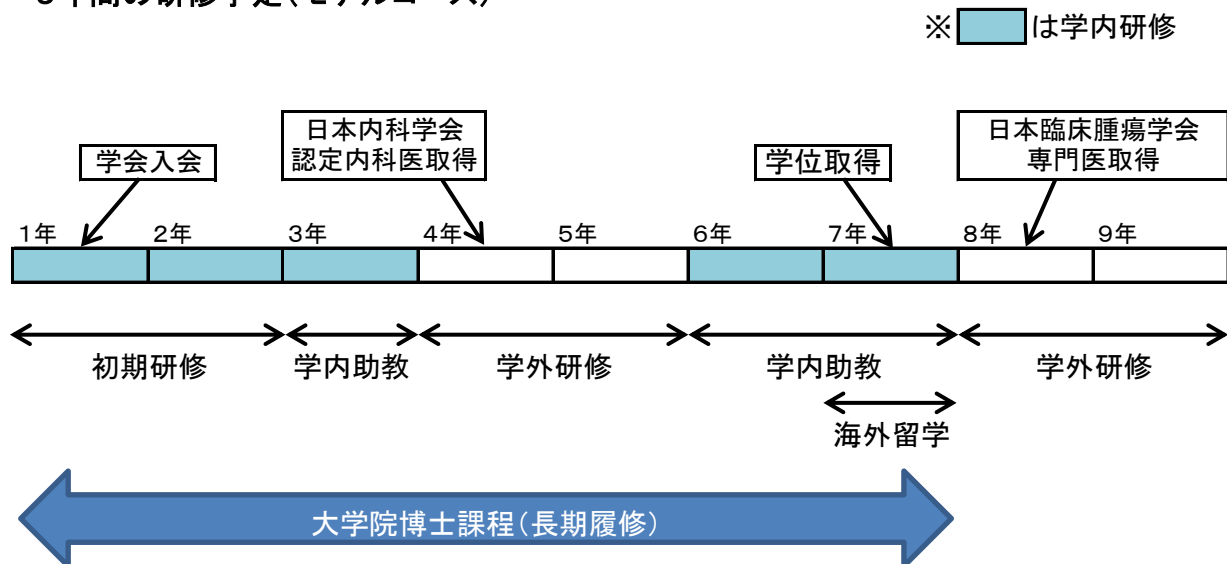 ※ は学内研修
学会入会
日本内科学会
認定内科医取得
学位取得
日本臨床腫瘍学会
専門医取得
1年 2年 3年 4年 5年 6年 7年 8年 9年
初期研修 学内助教 学外研修 学内助教 学外研修
海外留学
大学院博士課程(長期履修)